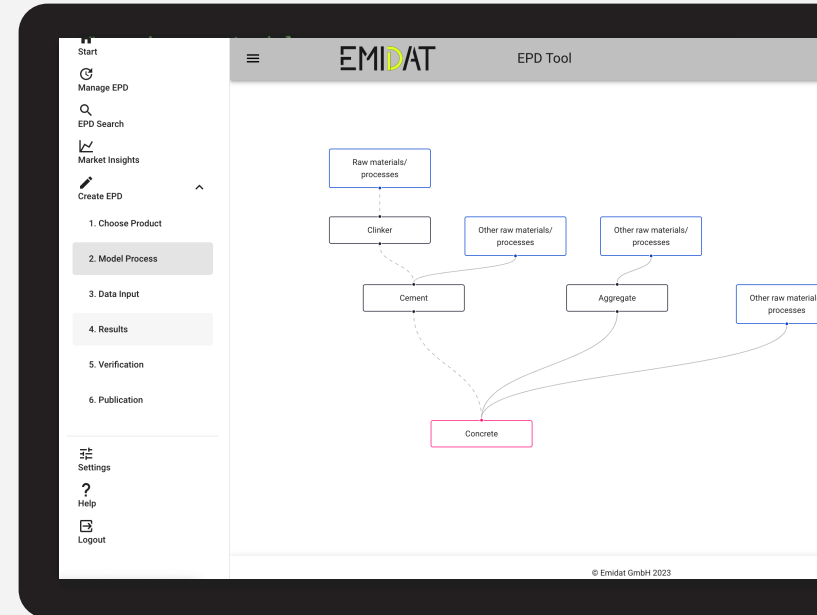 Start
Manage EPD
EPD Search
Market Insights
Create EPD
1. Choose Product
2. Model Process
3. Data Input
4. Results
5. Verification
6. Publication
Settings
Help
Logout
EMIDAT
EPD Tool
Raw materials/
processes
Clinker
Other raw materials/
processes
Other raw materials/
processes
Cement
Aggregate
Other raw material
processes
Concrete
© Emidat GmbH 2023